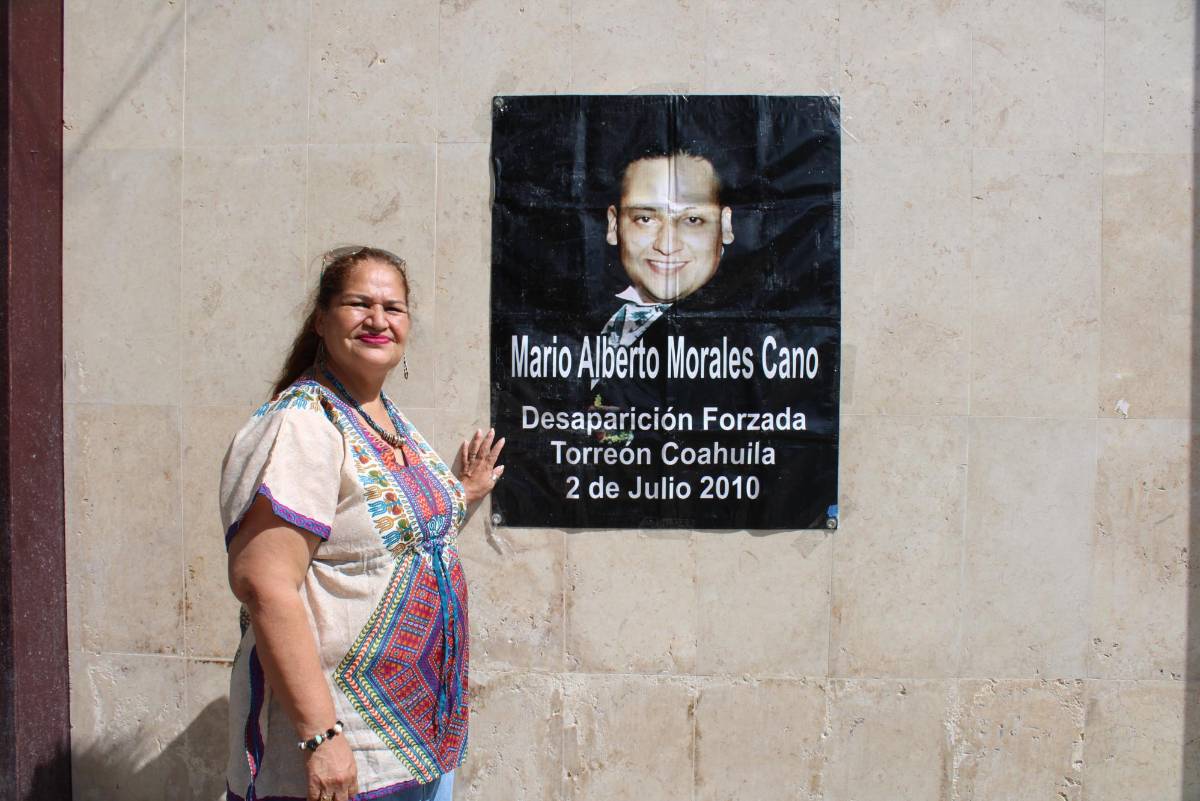 Mario Alberto Morales Cano
Desaparición Forzada
Torreón Coahuila
2 de Julio 2010